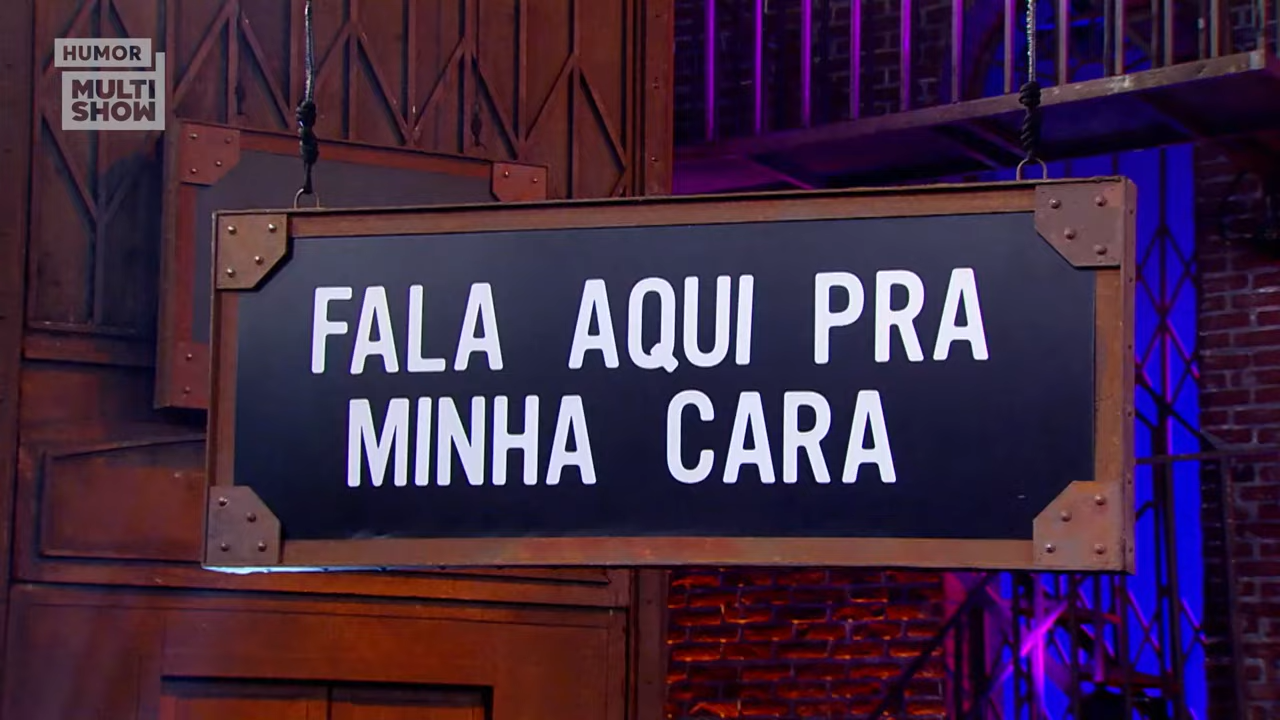 HUMOR
MULTI
SHOW
FALA AQUI PRA
MINHA CARA